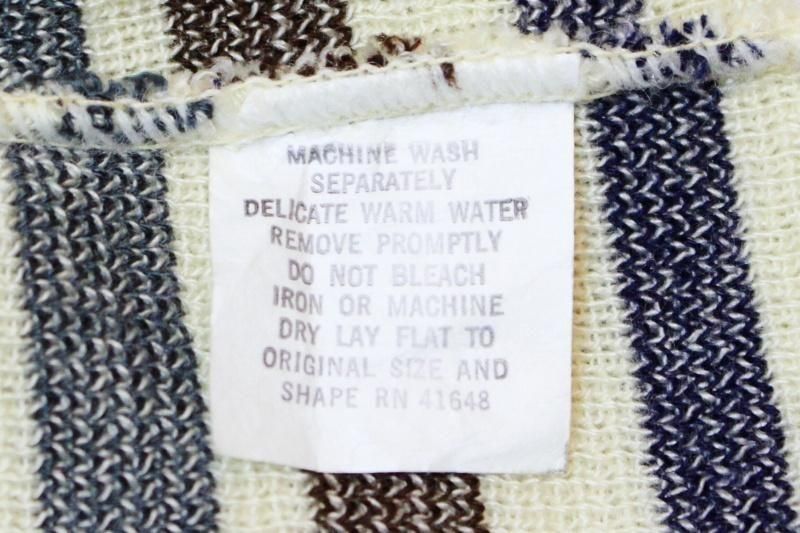 MACHINE WASH
SEPARATELY
DELICATE WARM WATER
REMOVE PROMPTLY
DO NOT BLEACH
IRON OR MACHINE
DRY LAY FLAT TO
ORIGINAL SIZE AND
SHAPE RN 41648